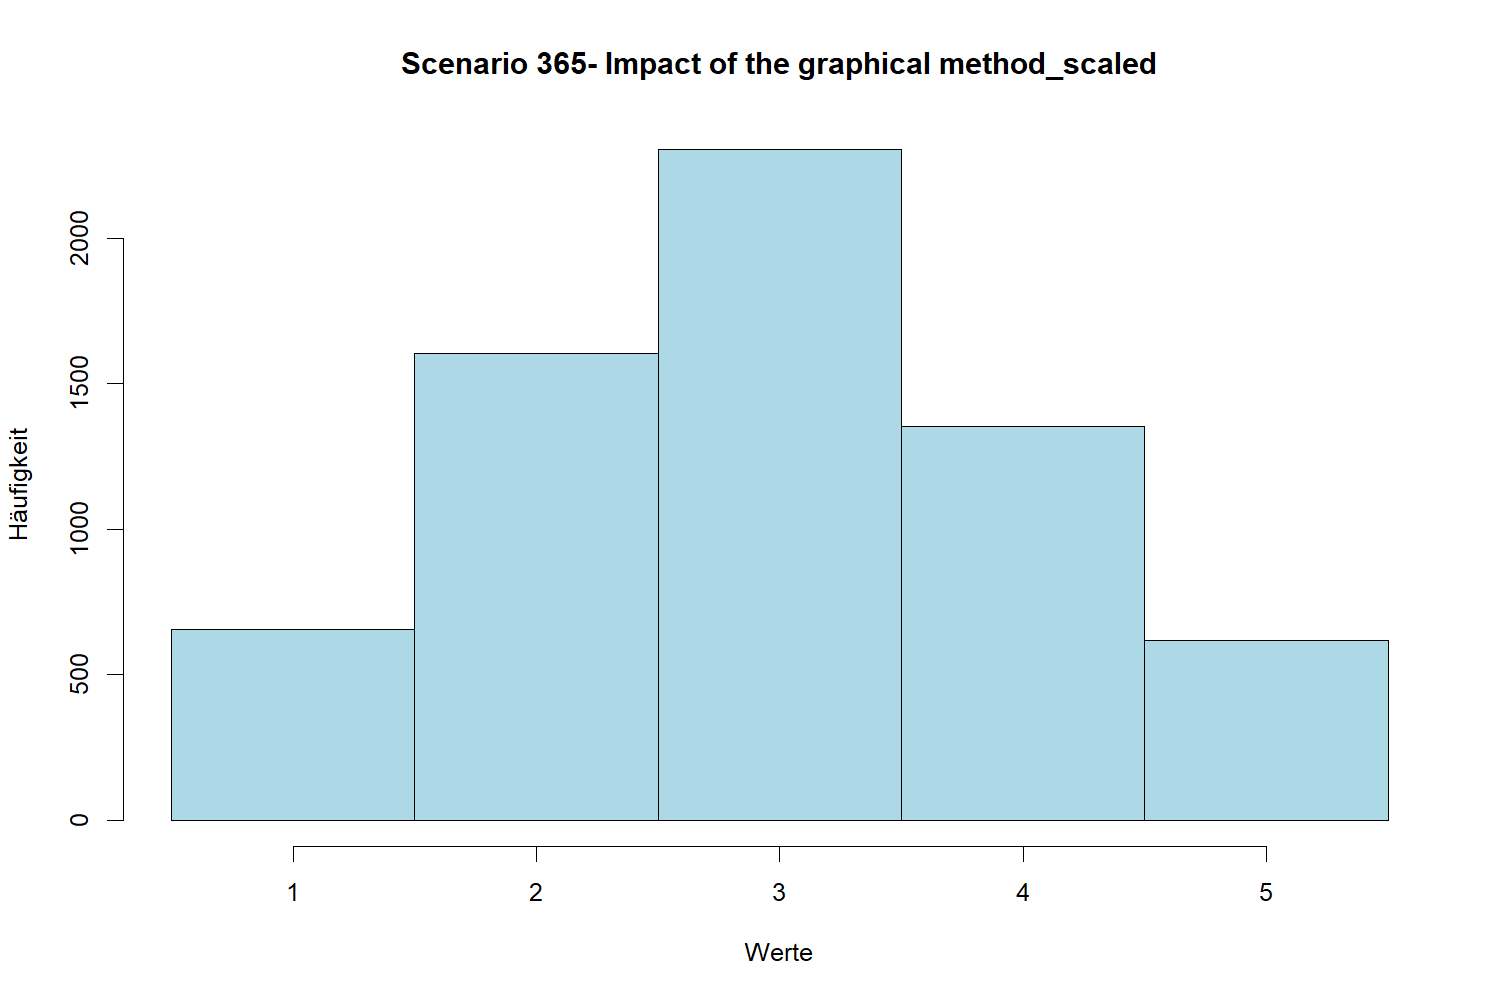 Scenario 365- Impact of the graphical method_scaled
Häufigkeit
2000
1500
1000
500
0
1 2 3 4 5
Werte